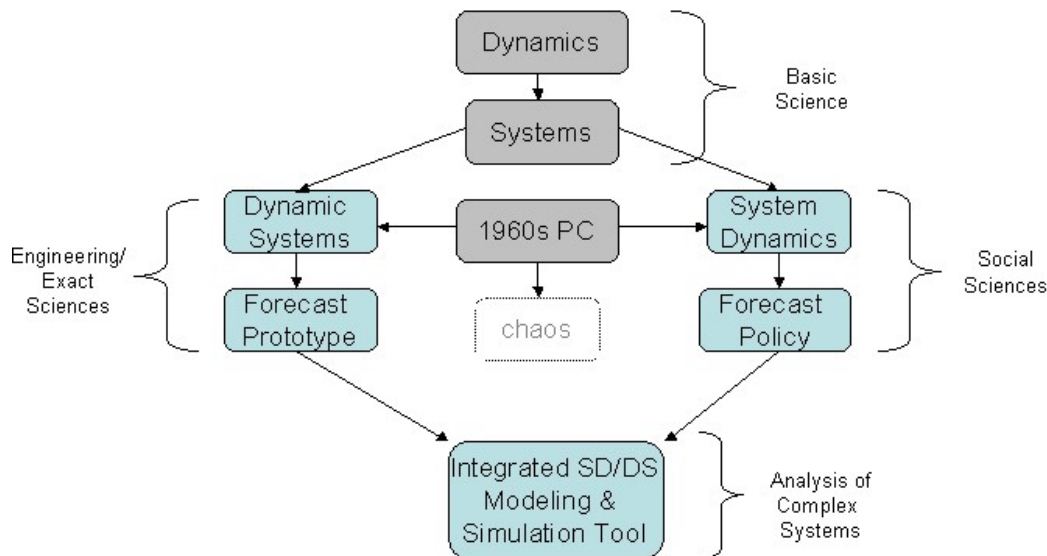 Dynamics
Basic
Science
Systems
Dynamic
Systems
1960s PC
System
Dynamics
Engineering/
Exact
Sciences
Social
Sciences
Forecast
Prototype
chaos
Forecast
Policy
Integrated SD/DS
Modeling &
Simulation Tool
Analysis of
Complex
Systems